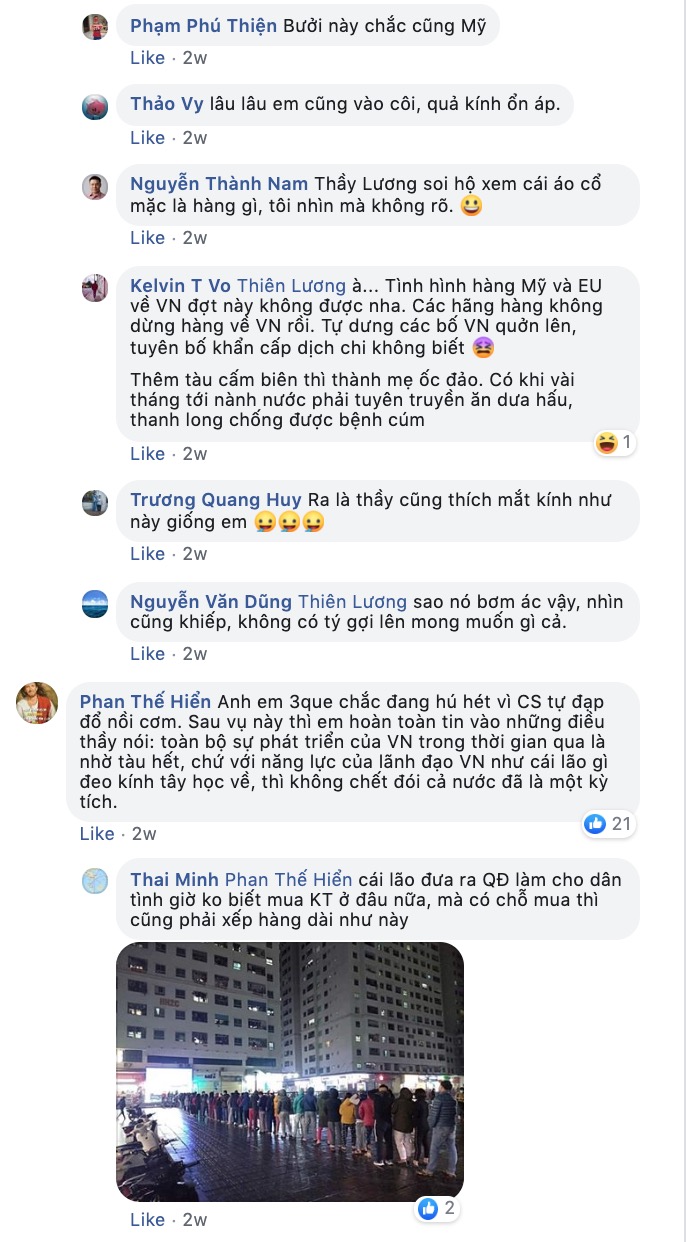 Phạm Phú Thiện Bưởi này chắc cũng Mỹ
Like · 2w
Thảo Vy lâu lâu em cũng vào côi, quả kính ổn áp.
Like · 2w
Nguyễn Thành Nam Thầy Lương soi hộ xem cái áo cổ
mặc là hàng gì, tôi nhìn mà không rõ. 😃
Like · 2w
Kelvin T Vo Thiên Lương à... Tình hình hàng Mỹ và EU
về VN đợt này không được nha. Các hãng hàng không
dừng hàng về VN rồi. Tự dưng các bố VN quởn lên,
tuyên bố khẩn cấp dịch chi không biết 😫
Thêm tàu cấm biên thì thành mẹ ốc đảo. Có khi vài
tháng tới nành nước phải tuyên truyền ăn dưa hấu,
thanh long chống được bệnh cúm
😆 1
Like · 2w
Trương Quang Huy Ra là thầy cũng thích mắt kính như
này giống em 🤤🤤🤤
Like · 2w
Nguyễn Văn Dũng Thiên Lương sao nó bơm ác vậy, nhìn
cũng khiếp, không có tý gợi lên mong muốn gì cả.
Like · 2w
Phan Thế Hiển Anh em 3que chắc đang hú hét vì CS tự đạp
đổ nồi cơm. Sau vụ này thì em hoàn toàn tin vào những điều
thầy nói: toàn bộ sự phát triển của VN trong thời gian qua là
nhờ tàu hết, chứ với năng lực của lãnh đạo VN như cái lão gì
đeo kính tây học về, thì không chết đói cả nước đã là một kỳ
tích.
21
Like · 2w
Thai Minh Phan Thế Hiển cái lão đưa ra QĐ làm cho dân
tình giờ ko biết mua KT ở đâu nữa, mà có chỗ mua thì
cũng phải xếp hàng dài như này
2
Like · 2w